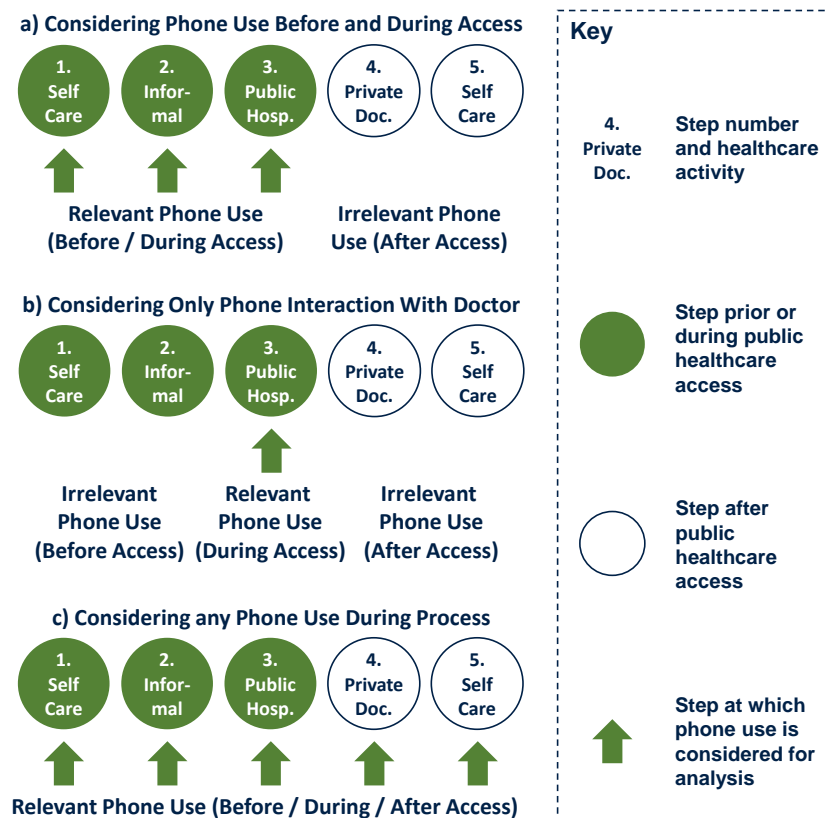 a) Considering Phone Use Before and During Access
1.
Self
Care
2.
Infor-
mal
3.
Public
Hosp.
4.
Private
Doc.
5.
Self
Care
Relevant Phone Use
(Before / During Access)
Irrelevant Phone
Use (After Access)
b) Considering Only Phone Interaction With Doctor
1.
Self
Care
2.
Infor-
mal
3.
Public
Hosp.
4.
Private
Doc.
5.
Self
Care
Irrelevant
Phone Use
(Before Access)
Relevant
Phone Use
(During Access)
Irrelevant
Phone Use
(After Access)
c) Considering any Phone Use During Process
1.
Self
Care
2.
Infor-
mal
3.
Public
Hosp.
4.
Private
Doc.
5.
Self
Care
Relevant Phone Use (Before / During / After Access)
Key
4.
Private
Doc.
Step number
and healthcare
activity
Step prior or
during public
healthcare
access
Step after
public
healthcare
access
Step at which
phone use is
considered for
analysis